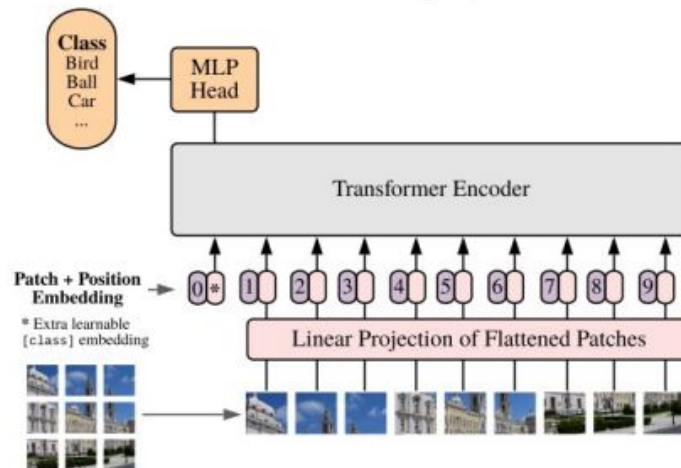 Class
Bird
Ball
Car
...
MLP
Head
Transformer Encoder
Patch + Position
Embedding
0 * 1 2 3 4 5 6 7 8 9
* Extra learnable
[class] embedding
Linear Projection of Flattened Patches